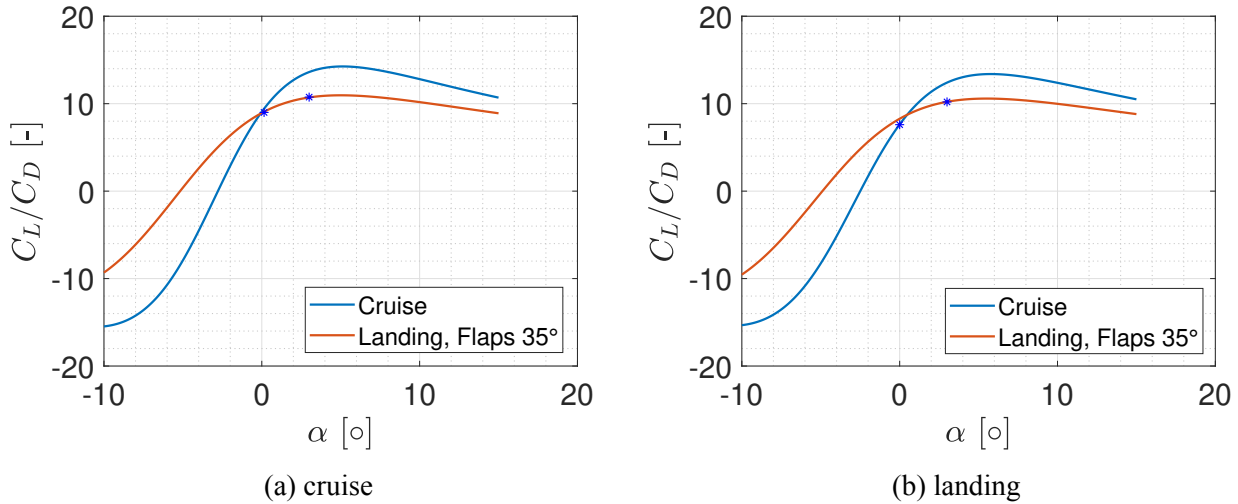 20
10
0
-10
-20
-10
0
10
20
C_L/C_D [-]
α [∘]
Cruise
Landing, Flaps 35°
(a) cruise
20
10
0
-10
-20
-10
0
10
20
C_L/C_D [-]
α [∘]
Cruise
Landing, Flaps 35°
(b) landing